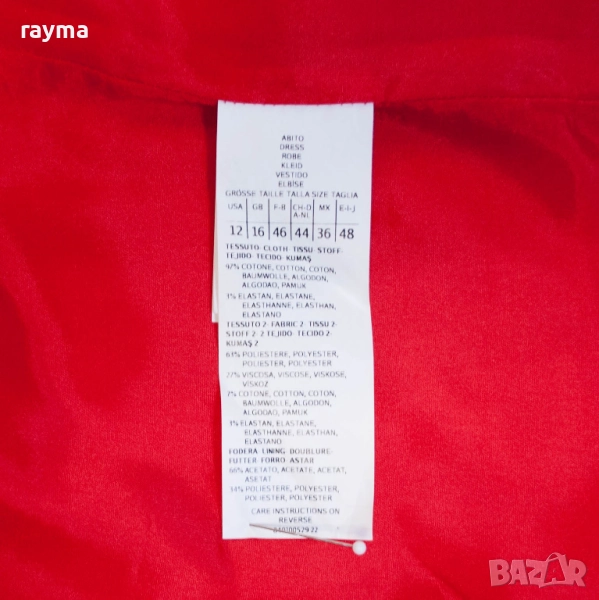 rayma
ABITO
DRESS
ROBE
KLEID
VESTIDO
ELBISE
GRÖSSE TAILLE TALLA SIZE TAGLIA
USA GB F-B CH-D A-NL MX E-I-J
12 16 46 44 36 48
TESSUTO-CLOTH-TISSU-STOFF-
TEJIDO-TECIDO-KUMAŞ
COTONE, COTTON, COTON,
BAUMWOLLE, ALGODON,
ALGODAO, PAMUK
ELASTAN, ELASTANE,
ELASTHANNE, ELASTHAN,
ELASTANO
TESSUTO 2-FABRIC 2-TISSU 2-
STOFF 2-2 TEJIDO-TECIDO 2-
KUMAŞ 2
63% POLIESTERE, POLYESTER,
POLIESTER, POLYESTER
27% VISCOSA, VISCOSE, VISKOSE,
VISKOZ
7% COTONE, COTTON, COTON,
BAUMWOLLE, ALGODON,
ALGODAO, PAMUK
3% ELASTAN, ELASTANE,
ELASTHANNE, ELASTHAN,
ELASTANO
FODERA-LINING-DOUBLURE-
FUTTER-FORRO-ASTAR
66% ACETATO, ACETATE, ACETAT,
ASETAT
34% POLIESTERE, POLYESTER,
POLIESTER, POLYESTER
CARE INSTRUCTIONS ON
REVERSE
BAZAR